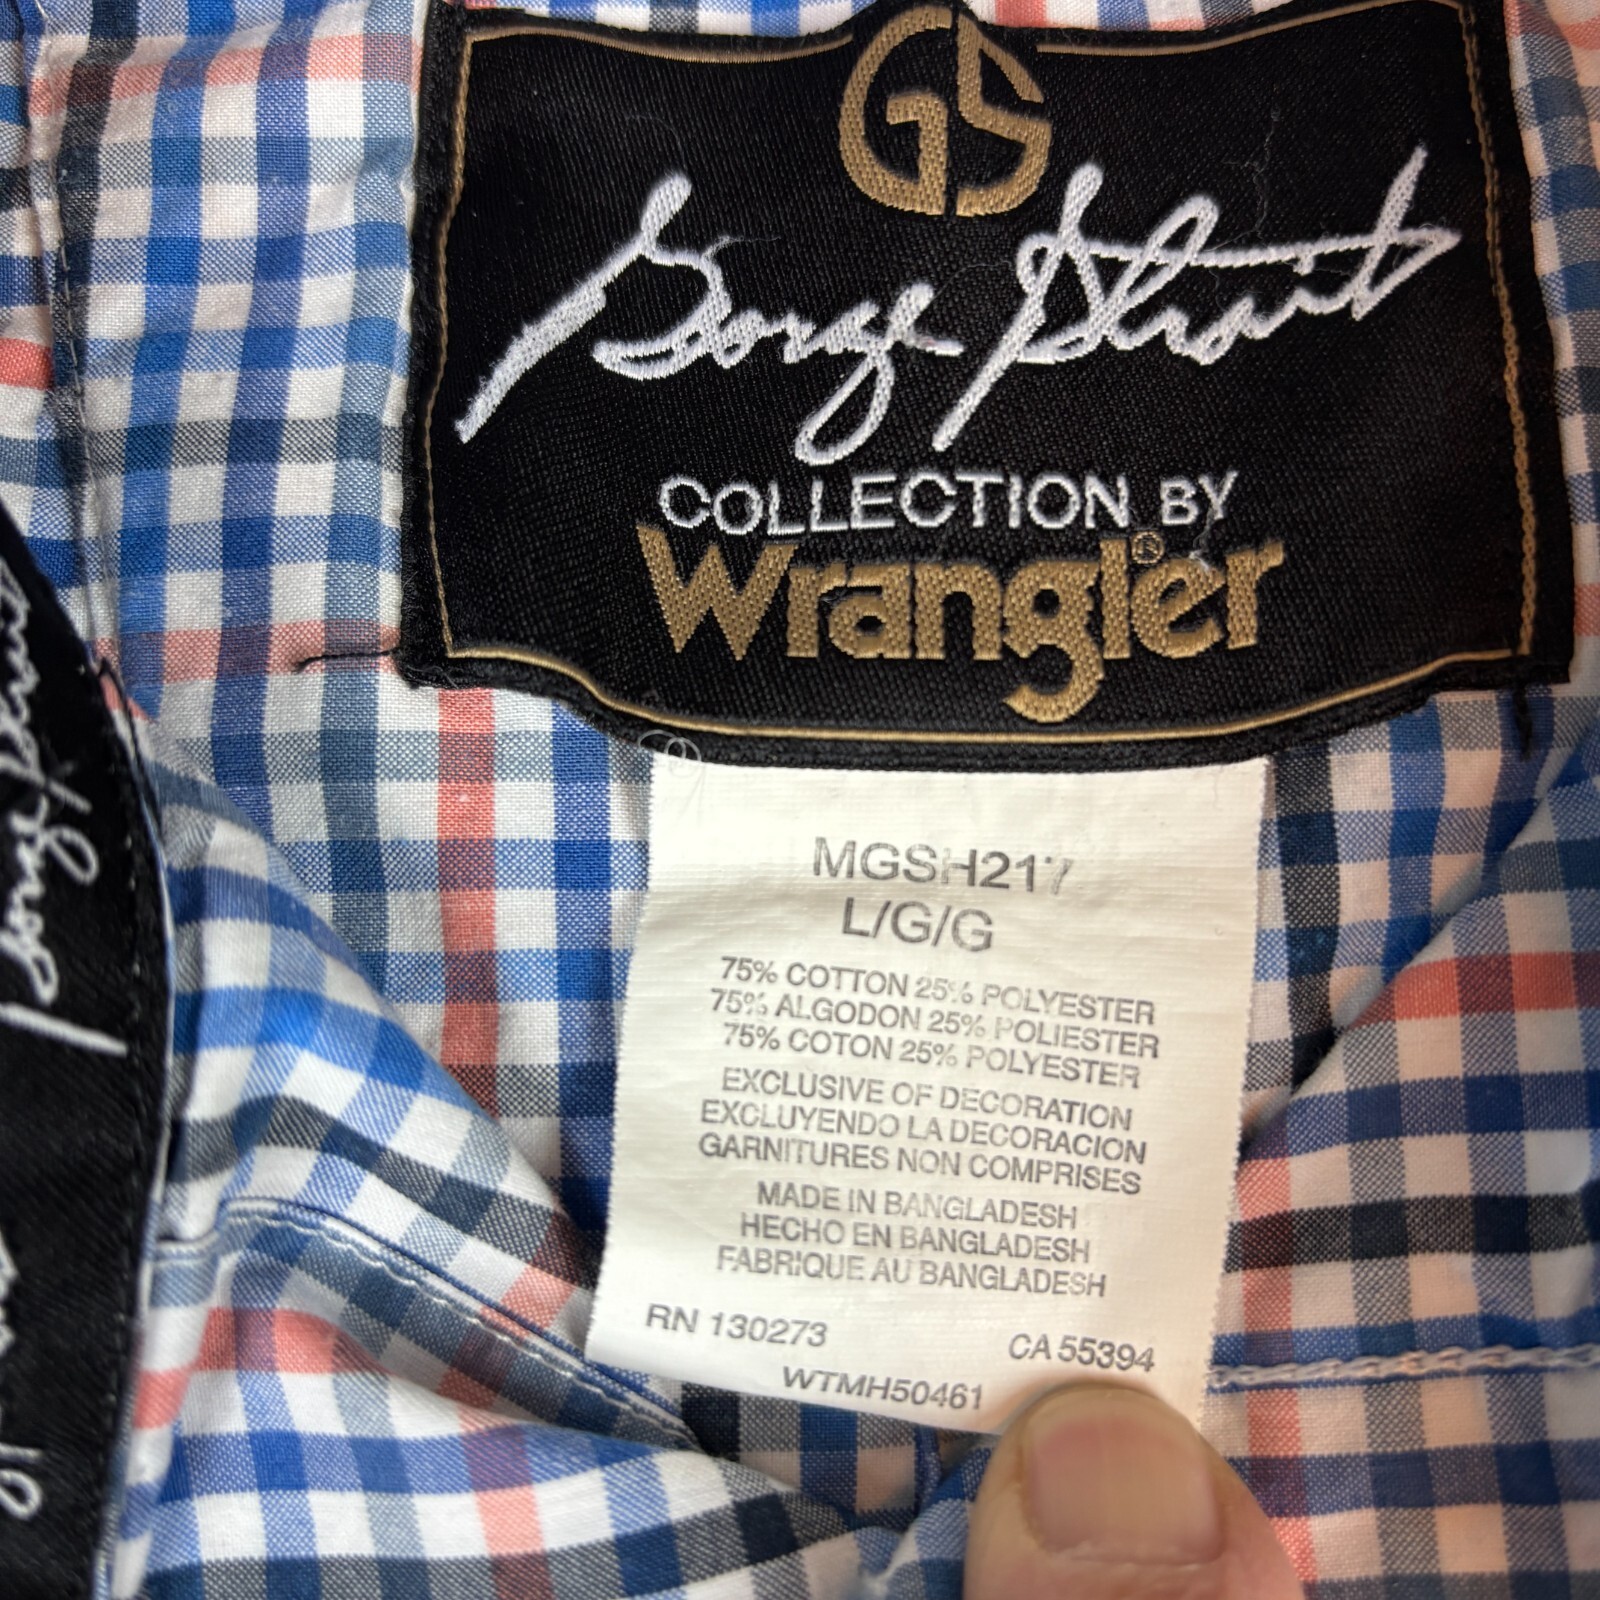 GS
George Strait
COLLECTION BY
Wrangler®
MGSH217
L/G/G
75% COTTON 25% POLYESTER
75% ALGODON 25% POLIESTER
75% COTON 25% POLYESTER
EXCLUSIVE OF DECORATION
EXCLUYENDO LA DECORACION
GARNITURES NON COMPRISES
MADE IN BANGLADESH
HECHO EN BANGLADESH
FABRIQUE AU BANGLADESH
RN 130273 CA 55394
WTMH50461
George Strait